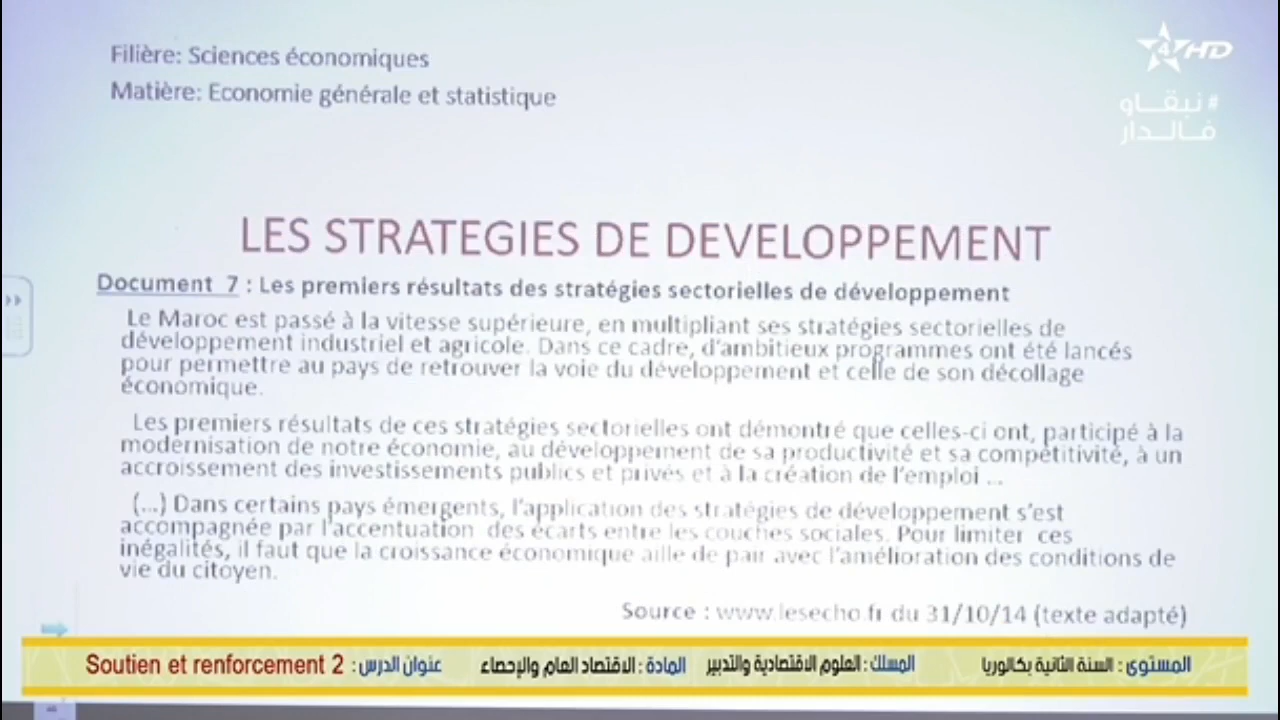 Filière: Sciences économiques
Matière: Economie générale et statistique
4 HD
# نبقاو
فالدار
LES STRATEGIES DE DEVELOPPEMENT
Document 7 : Les premiers résultats des stratégies sectorielles de développement
Le Maroc est passé à la vitesse supérieure, en multipliant ses stratégies sectorielles de
développement industriel et agricole. Dans ce cadre, d'ambitieux programmes ont été lancés
pour permettre au pays de retrouver la voie du développement et celle de son décollage
économique.
Les premiers résultats de ces stratégies sectorielles ont démontré que celles-ci ont, participé à la
modernisation de notre économie, au développement de sa productivité et sa compétitivité, à un
accroissement des investissements publics et privés et à la création de l'emploi ...
(...) Dans certains pays émergents, l'application des stratégies de développement s'est
accompagnée par l'accentuation des écarts entre les couches sociales. Pour limiter ces
inégalités, il faut que la croissance économique aille de pair avec l'amélioration des conditions de
vie du citoyen.
Source : www.lesecho.fr du 31/10/14 (texte adapté)
المستوى : السنة الثانية بكالوريا المسلك : العلوم الاقتصادية والتدبير المادة : الاقتصاد العام والإحصاء عنوان الدرس : Soutien et renforcement 2